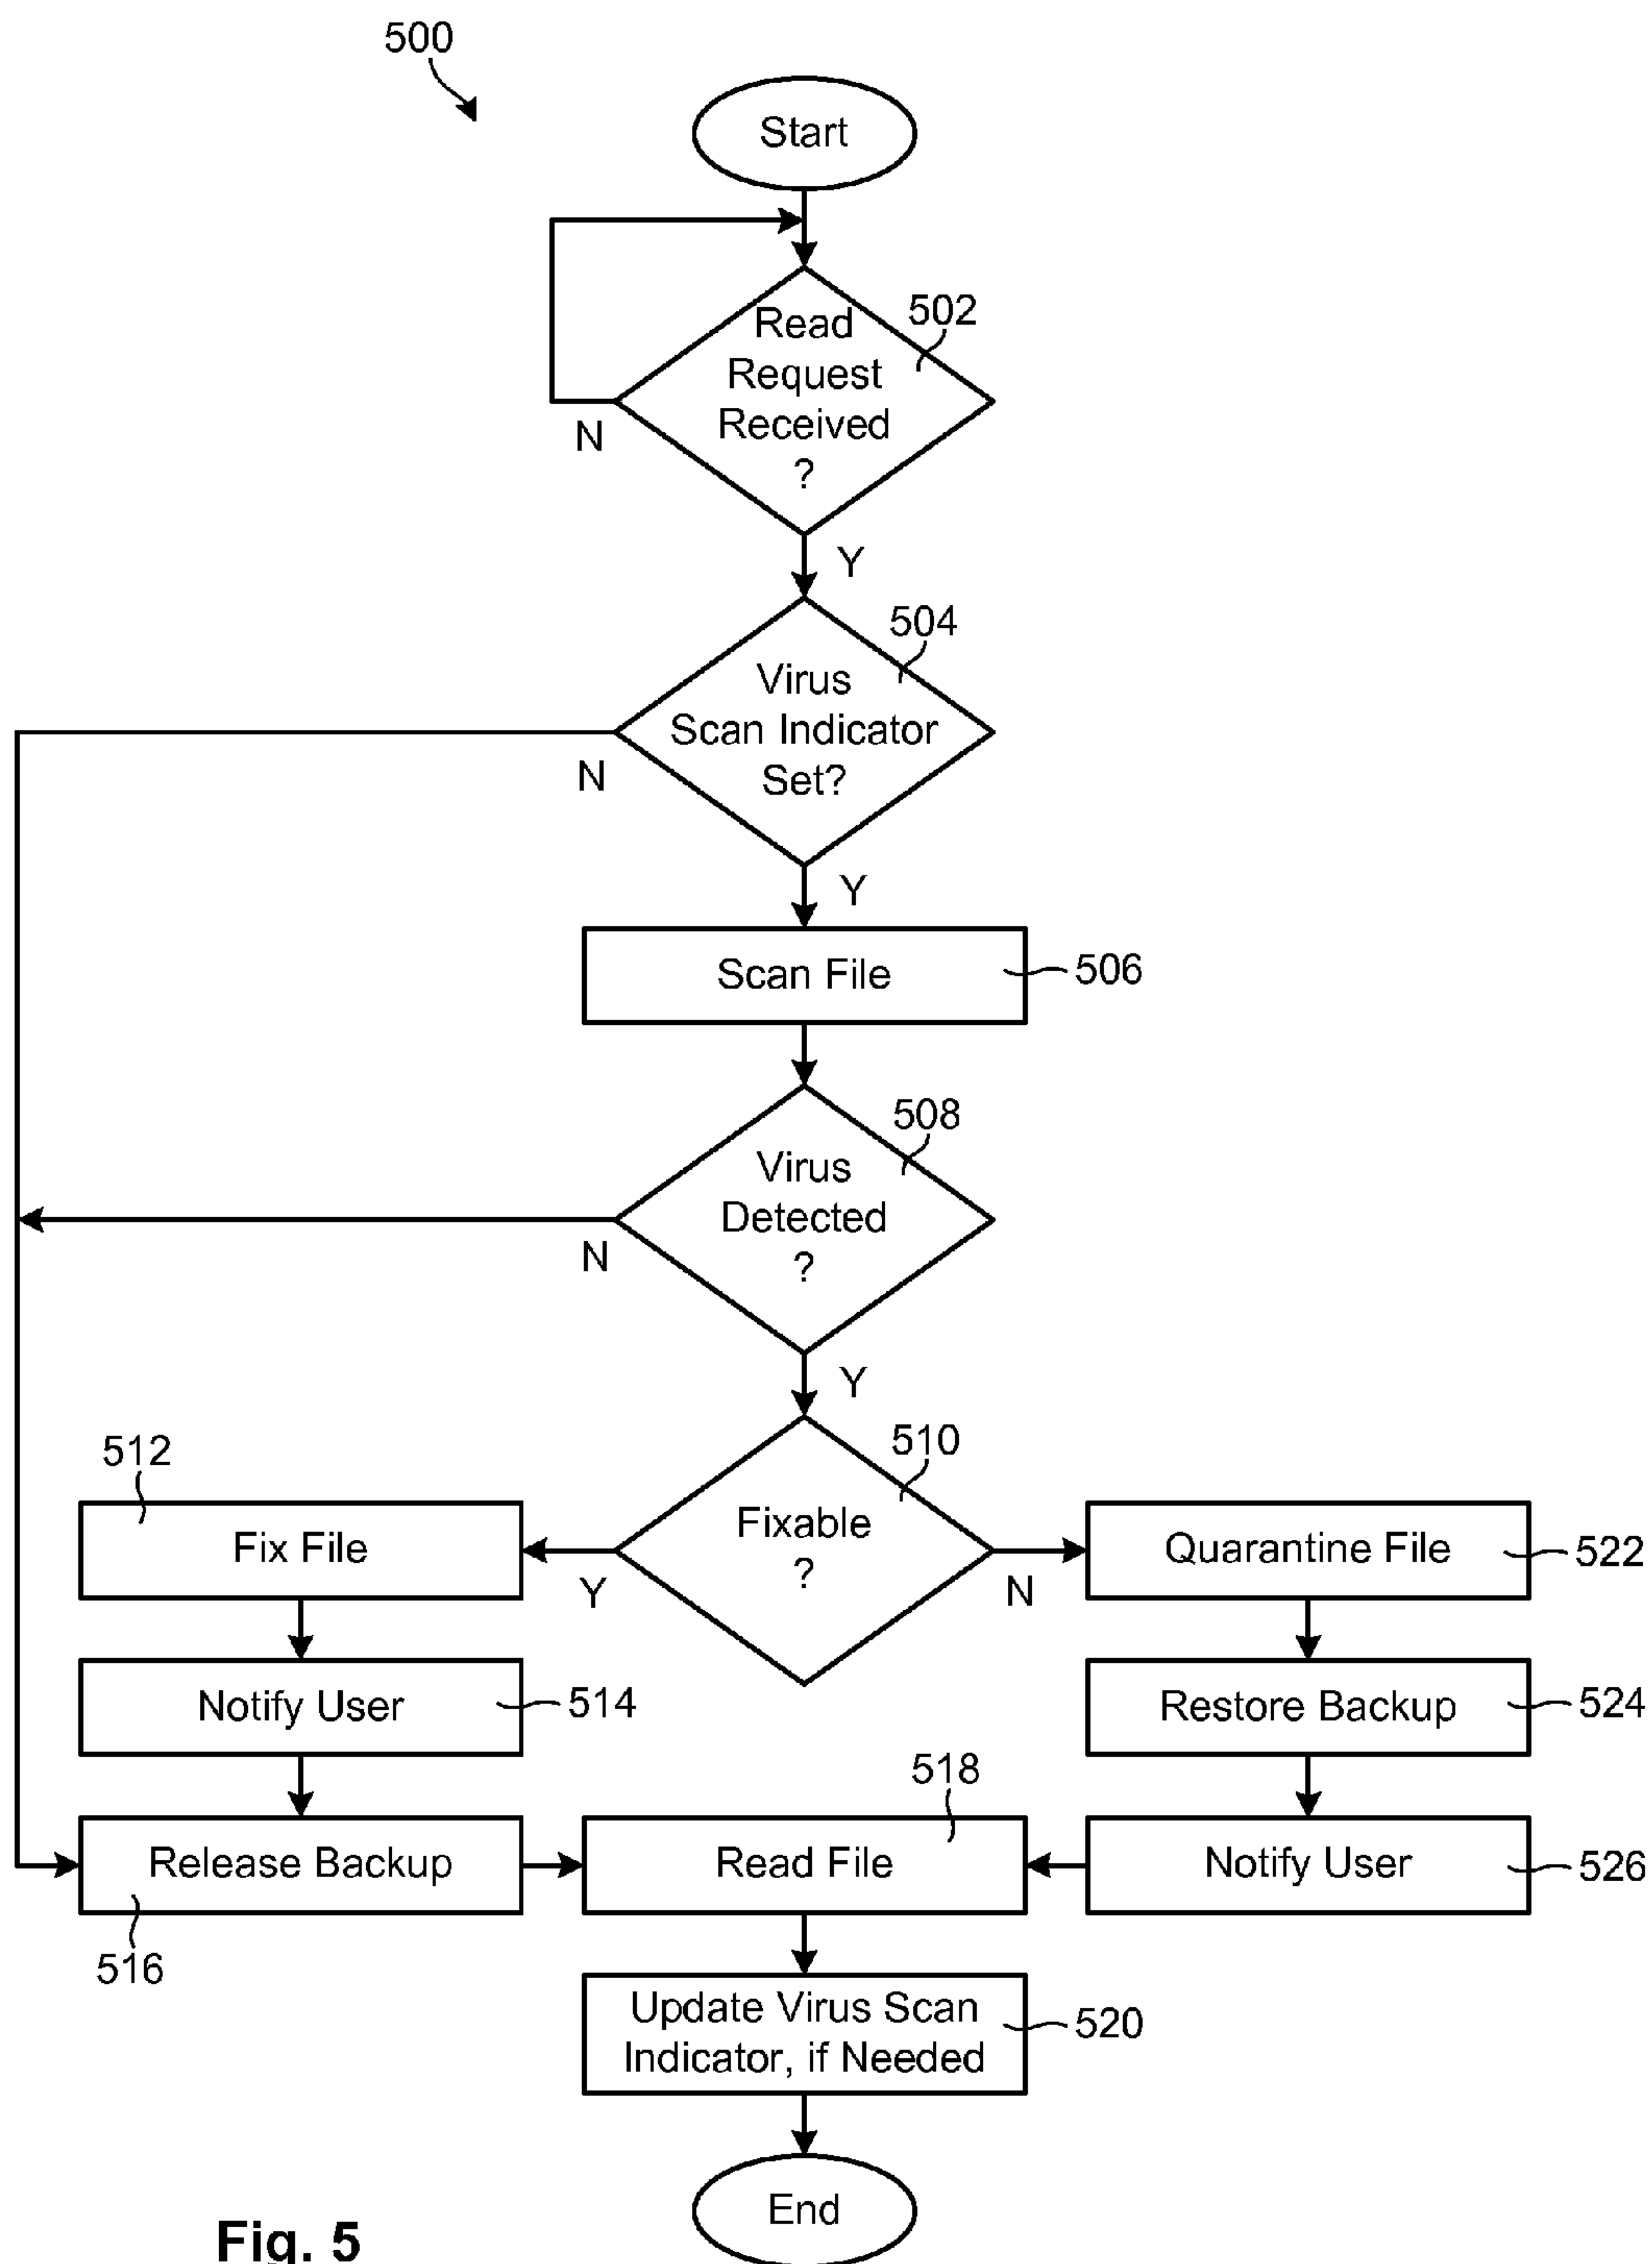 500
Start
502
Read
Request
Received
?
N
Y
504
Virus
Scan Indicator
Set?
N
Y
Scan File
506
508
Virus
Detected
?
N
Y
510
Fixable
?
Y
N
512
Fix File
Quarantine File
522
Notify User
514
Restore Backup
524
518
Release Backup
Read File
Notify User
526
516
Update Virus Scan
Indicator, if Needed
520
End
Fig. 5